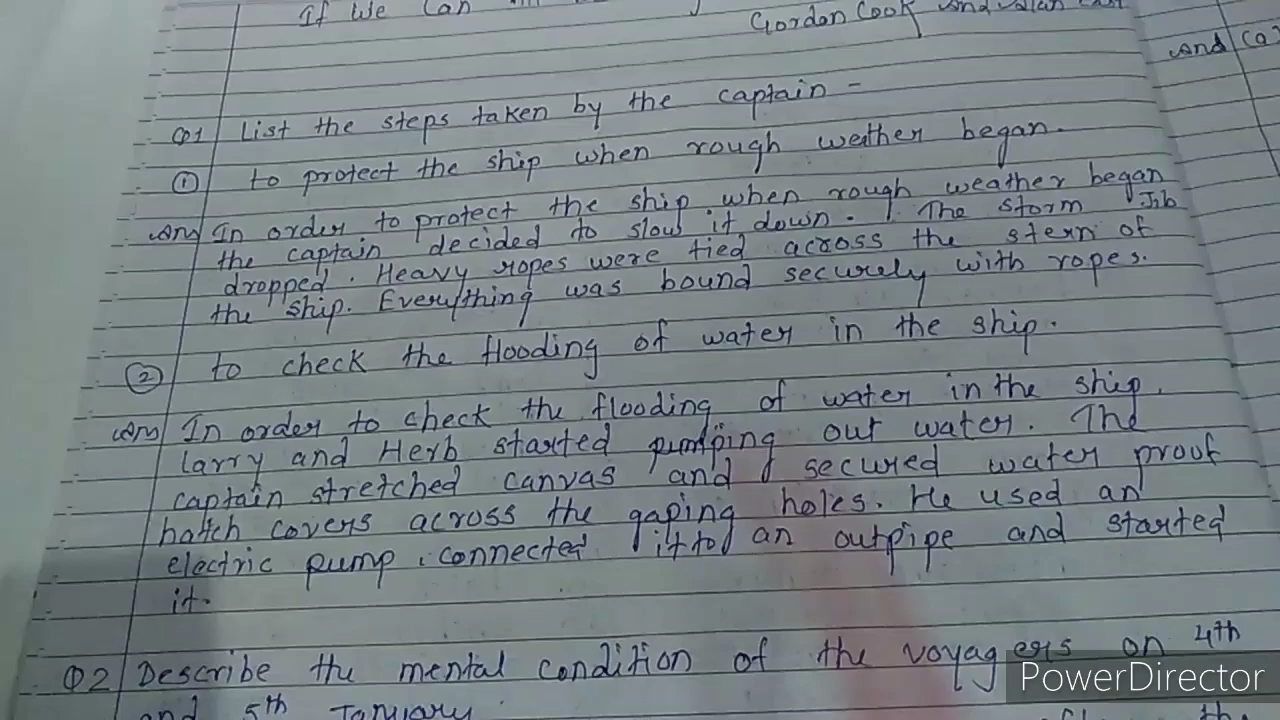 If we can
Gordon Cook and
and
Q1 List the steps taken by the captain -
① to protect the ship when rough weather began.
Ans In order to protect the ship when rough weather began
the captain decided to slow it down. The storm Jib
dropped. Heavy ropes were tied across the stern of
the ship. Everything was bound securely with ropes.
② to check the flooding of water in the ship.
Ans In order to check the flooding of water in the ship.
larry and Herb started pumping out water. The
captain stretched canvas and secured water prout
hatch covers across the gaping holes. He used an
electric pump, connected it to an outpipe and started
it.
Q2 Describe the mental condition of the voyagers on 4th
and 5th January.
the
PowerDirector